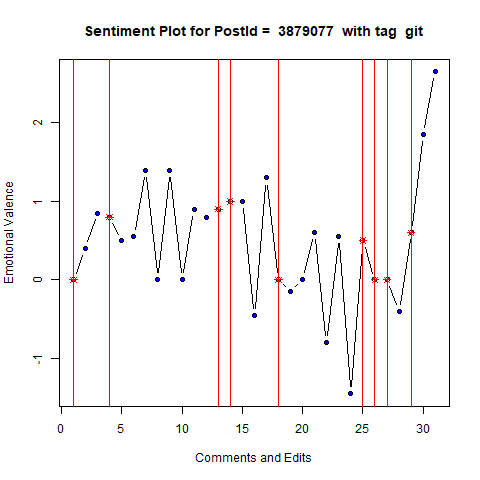 Sentiment Plot for PostId =  3879077  with tag  git
Emotional Valence
2
1
0
-1
0 5 10 15 20 25 30
Comments and Edits